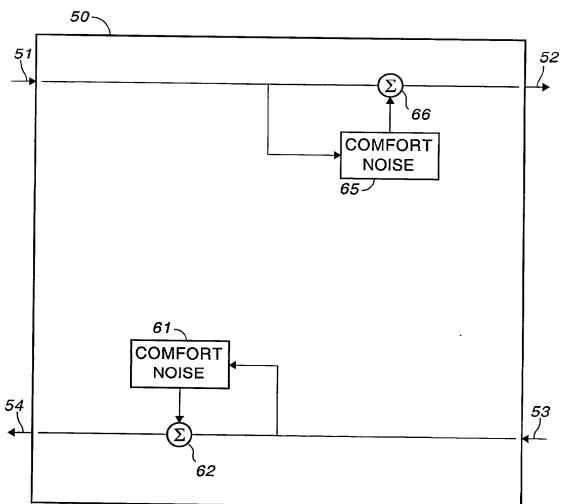 50
51
52
Σ
66
COMFORT
NOISE
65
61
COMFORT
NOISE
54
53
Σ
62